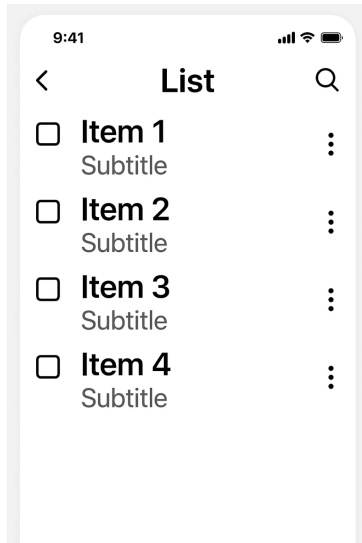 9:41
List
Item 1
Subtitle
Item 2
Subtitle
Item 3
Subtitle
Item 4
Subtitle